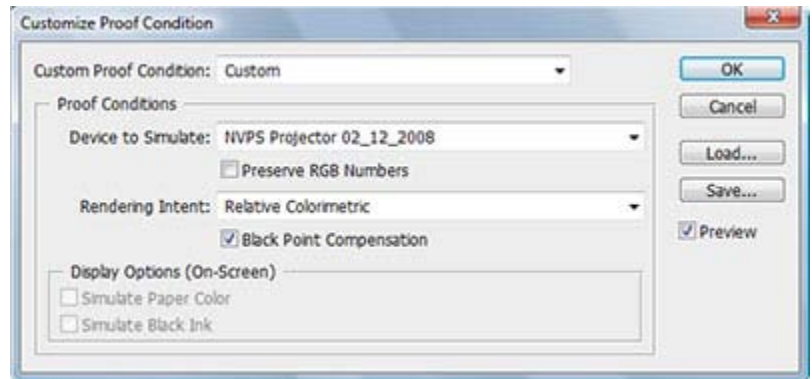 Customize Proof Condition
Custom Proof Condition: Custom
OK
Proof Conditions
Cancel
Device to Simulate: NVPS Projector 02_12_2008
Load...
Preserve RGB Numbers
Save...
Rendering Intent: Relative Colorimetric
Preview
Black Point Compensation
Display Options (On-Screen)
Simulate Paper Color
Simulate Black Ink